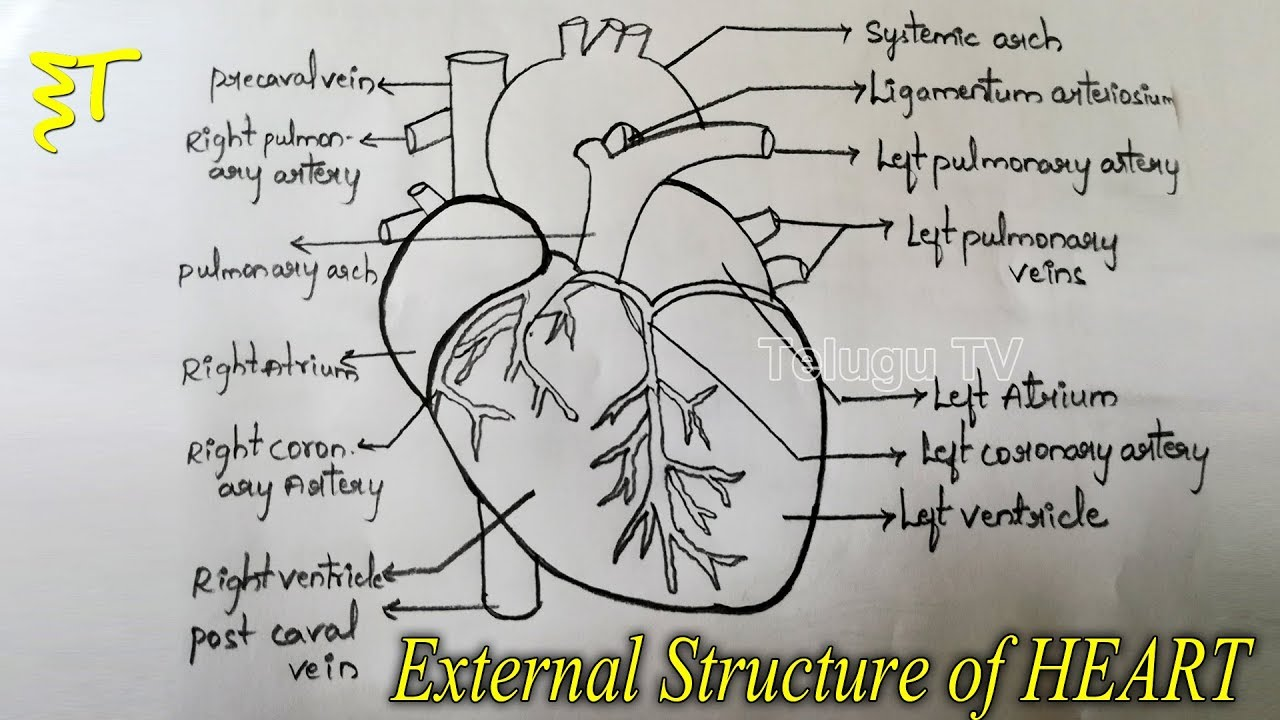 precaval vein
Right pulmon-
ary artery
pulmonary arch
Right Atrium
Right coron-
ary Artery
Right ventricle
post caval
vein
Systemic arch
Ligamentum arteriosium
Left pulmonary artery
Left pulmonary
veins
Telugu TV
Left Atrium
Left coronary artery
Left ventricle
External Structure of HEART